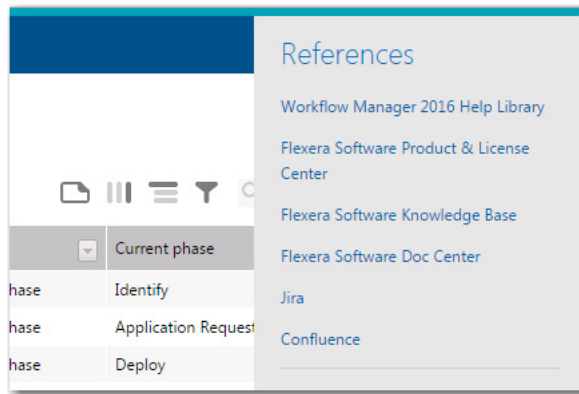 References
Workflow Manager 2016 Help Library
Flexera Software Product & License
Center
Flexera Software Knowledge Base
Flexera Software Doc Center
Jira
Confluence
Current phase
hase Identify
hase Application Request
hase Deploy